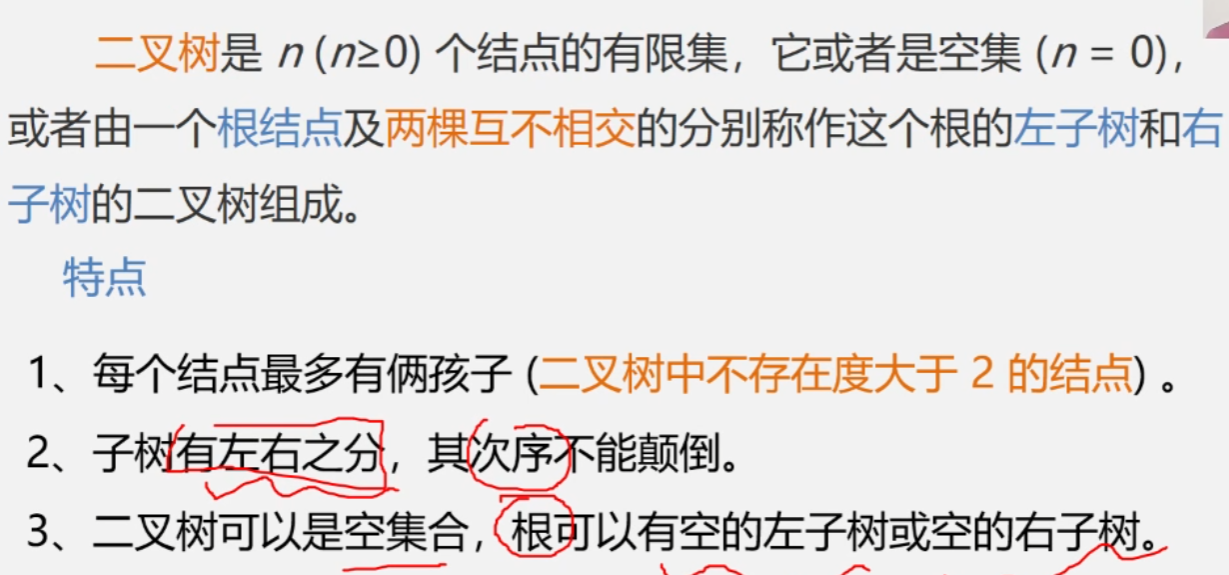 二叉树是 n (n≥0) 个结点的有限集，它或者是空集 (n = 0)，
或者由一个根结点及两棵互不相交的分别称作这个根的左子树和右
子树的二叉树组成。
特点
1、每个结点最多有俩孩子 (二叉树中不存在度大于 2 的结点) 。
2、子树有左右之分，其次序不能颠倒。
3、二叉树可以是空集合，根可以有空的左子树或空的右子树。